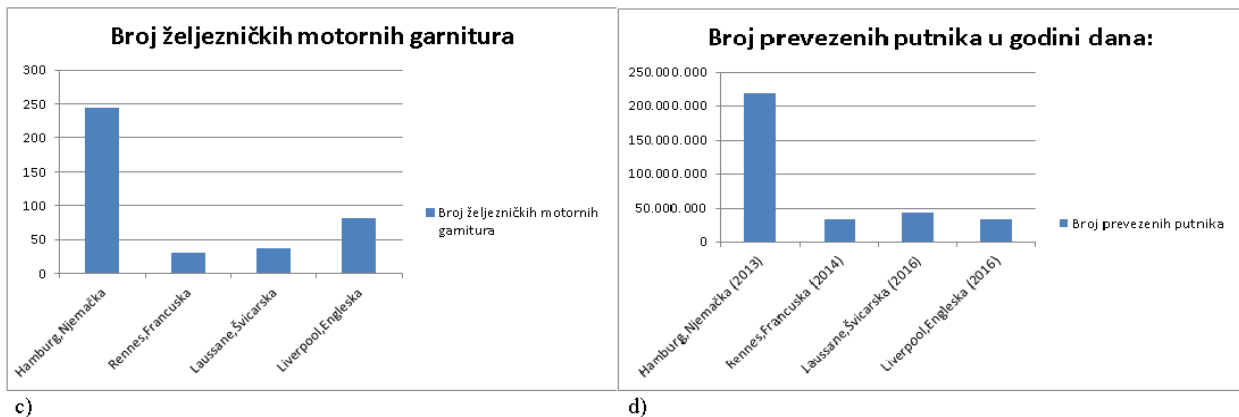 Broj željezničkih motornih garnitura
300
250
200
150
100
50
0
Hamburg,Njemačka
Rennes,Francuska
Laussane,Švicarska
Liverpool,Engleska
Broj željezničkih motornih
garnitura
c)
Broj prevezenih putnika u godini dana:
250.000.000
200.000.000
150.000.000
100.000.000
50.000.000
0
Hamburg,Njemačka (2013)
Rennes,Francuska (2014)
Laussane,Švicarska (2016)
Liverpool,Engleska (2016)
Broj prevezenih putnika
d)